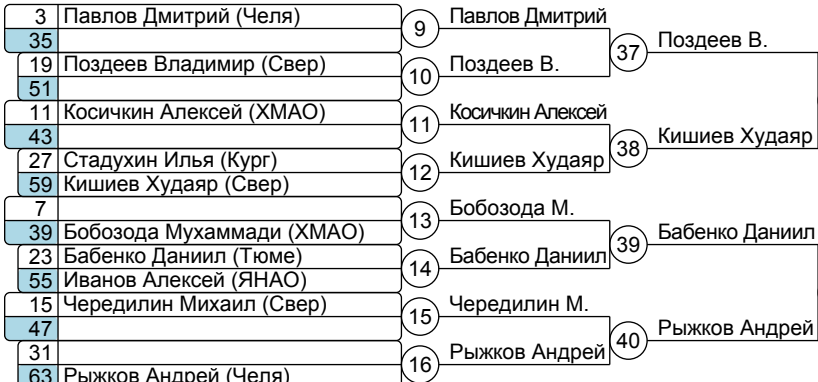 3 Павлов Дмитрий (Челя)
35
19 Поздеев Владимир (Свер)
51
11 Косичкин Алексей (ХМАО)
43
27 Стадухин Илья (Кург)
59 Кишиев Худаяр (Свер)
7
39 Бобозода Мухаммади (ХМАО)
23 Бабенко Даниил (Тюме)
55 Иванов Алексей (ЯНАО)
15 Чередилин Михаил (Свер)
47
31
63 Рыжков Андрей (Челя)
9 Павлов Дмитрий
10 Поздеев В.
11 Косичкин Алексей
12 Кишиев Худаяр
13 Бобозода М.
14 Бабенко Даниил
15 Чередилин М.
16 Рыжков Андрей
37 Поздеев В.
38 Кишиев Худаяр
39 Бабенко Даниил
40 Рыжков Андрей